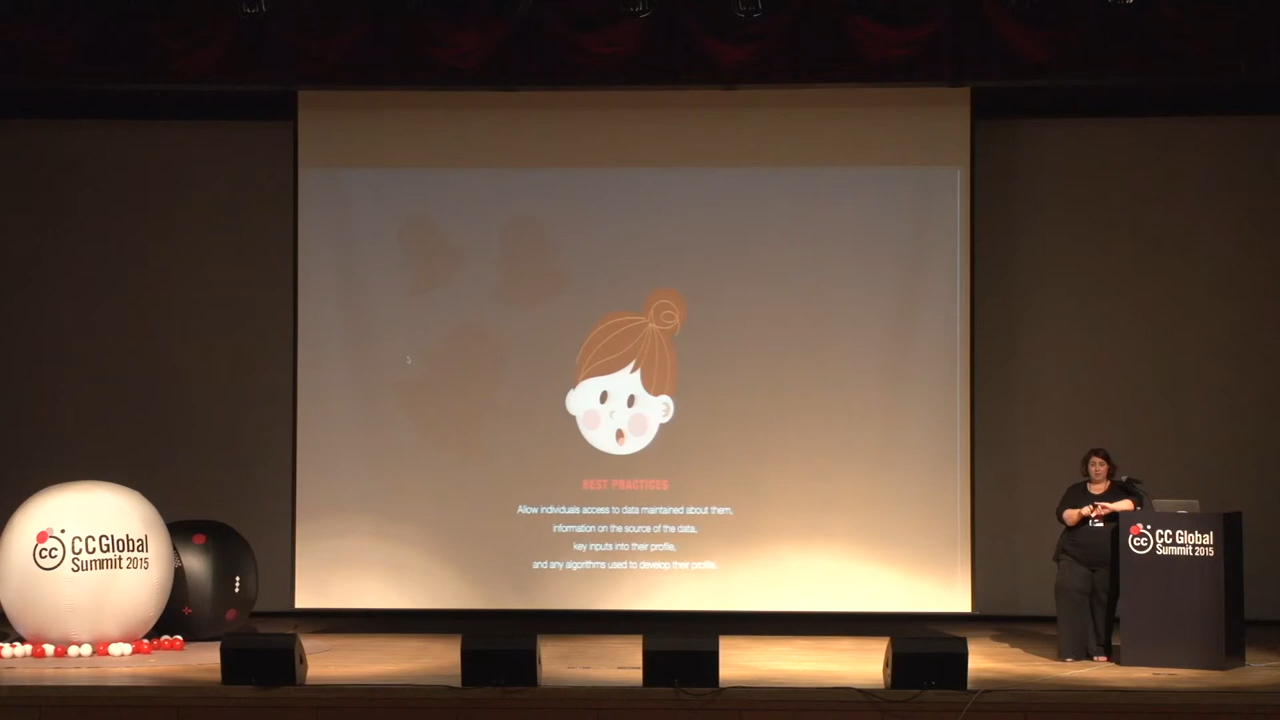 BEST PRACTICES
Allow individuals access to data maintained about them,
information on the source of the data,
key inputs into their profile,
and any algorithms used to develop their profile.
CC Global
Summit 2015
CC Global
Summit 2015